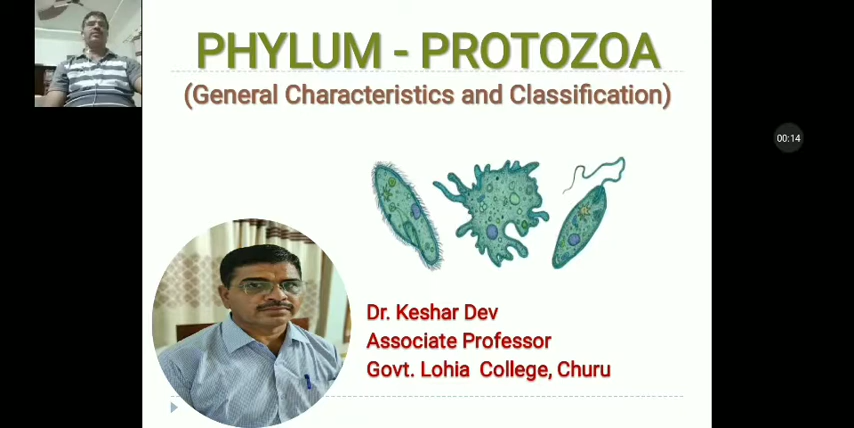 PHYLUM - PROTOZOA
(General Characteristics and Classification)
00:14
Dr. Keshar Dev
Associate Professor
Govt. Lohia College, Churu